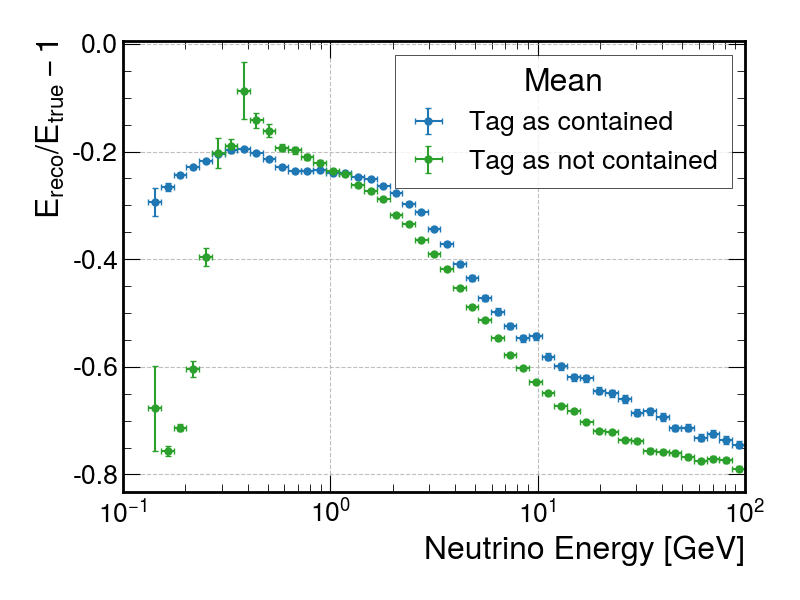 0.0
-0.2
-0.4
-0.6
-0.8
E_reco/E_true − 1
Mean
Tag as contained
Tag as not contained
10^−1
10^0
10^1
10^2
Neutrino Energy [GeV]